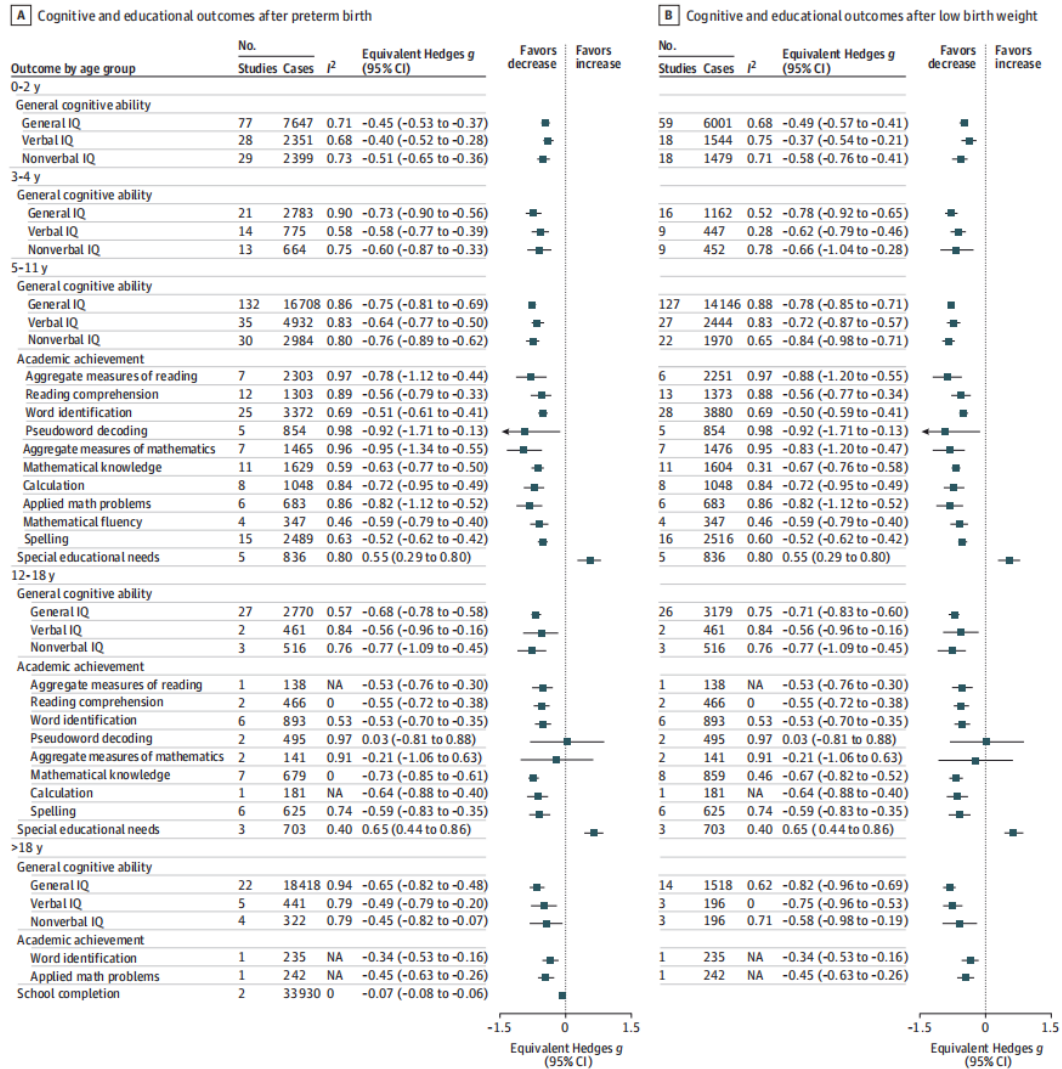 A Cognitive and educational outcomes after preterm birth
Outcome by age group No. Studies Cases I² Equivalent Hedges g (95% CI) Favors decrease Favors increase
0-2 y
General cognitive ability
General IQ 77 7647 0.71 -0.45 (-0.53 to -0.37)
Verbal IQ 28 2351 0.68 -0.40 (-0.52 to -0.28)
Nonverbal IQ 29 2399 0.73 -0.51 (-0.65 to -0.36)
3-4 y
General cognitive ability
General IQ 21 2783 0.90 -0.73 (-0.90 to -0.56)
Verbal IQ 14 775 0.58 -0.58 (-0.77 to -0.39)
Nonverbal IQ 13 664 0.75 -0.60 (-0.87 to -0.33)
5-11 y
General cognitive ability
General IQ 132 16708 0.86 -0.75 (-0.81 to -0.69)
Verbal IQ 35 4932 0.83 -0.64 (-0.77 to -0.50)
Nonverbal IQ 30 2984 0.80 -0.76 (-0.89 to -0.62)
Academic achievement
Aggregate measures of reading 7 2303 0.97 -0.78 (-1.12 to -0.44)
Reading comprehension 12 1303 0.89 -0.56 (-0.79 to -0.33)
Word identification 25 3372 0.69 -0.51 (-0.61 to -0.41)
Pseudoword decoding 5 854 0.98 -0.92 (-1.71 to -0.13)
Aggregate measures of mathematics 7 1465 0.96 -0.95 (-1.34 to -0.55)
Mathematical knowledge 11 1629 0.59 -0.63 (-0.77 to -0.50)
Calculation 8 1048 0.84 -0.72 (-0.95 to -0.49)
Applied math problems 6 683 0.86 -0.82 (-1.12 to -0.52)
Mathematical fluency 4 347 0.46 -0.59 (-0.79 to -0.40)
Spelling 15 2489 0.63 -0.52 (-0.62 to -0.42)
Special educational needs 5 836 0.80 0.55 (0.29 to 0.80)
12-18 y
General cognitive ability
General IQ 27 2770 0.57 -0.68 (-0.78 to -0.58)
Verbal IQ 2 461 0.84 -0.56 (-0.96 to -0.16)
Nonverbal IQ 3 516 0.76 -0.77 (-1.09 to -0.45)
Academic achievement
Aggregate measures of reading 1 138 NA -0.53 (-0.76 to -0.30)
Reading comprehension 2 466 0 -0.55 (-0.72 to -0.38)
Word identification 6 893 0.53 -0.53 (-0.70 to -0.35)
Pseudoword decoding 2 495 0.97 0.03 (-0.81 to 0.88)
Aggregate measures of mathematics 2 141 0.91 -0.21 (-1.06 to 0.63)
Mathematical knowledge 7 679 0 -0.73 (-0.85 to -0.61)
Calculation 1 181 NA -0.64 (-0.88 to -0.40)
Spelling 6 625 0.74 -0.59 (-0.83 to -0.35)
Special educational needs 3 703 0.40 0.65 (0.44 to 0.86)
>18 y
General cognitive ability
General IQ 22 18418 0.94 -0.65 (-0.82 to -0.48)
Verbal IQ 5 441 0.79 -0.49 (-0.79 to -0.20)
Nonverbal IQ 4 322 0.79 -0.45 (-0.82 to -0.07)
Academic achievement
Word identification 1 235 NA -0.34 (-0.53 to -0.16)
Applied math problems 1 242 NA -0.45 (-0.63 to -0.26)
School completion 2 33930 0 -0.07 (-0.08 to -0.06)
-1.5 0 1.5
Equivalent Hedges g
(95% CI)
B Cognitive and educational outcomes after low birth weight
No. Studies Cases I² Equivalent Hedges g (95% CI) Favors decrease Favors increase
59 6001 0.68 -0.49 (-0.57 to -0.41)
18 1544 0.75 -0.37 (-0.54 to -0.21)
18 1479 0.71 -0.58 (-0.76 to -0.41)
16 1162 0.52 -0.78 (-0.92 to -0.65)
9 447 0.28 -0.62 (-0.79 to -0.46)
9 452 0.78 -0.66 (-1.04 to -0.28)
127 14146 0.88 -0.78 (-0.85 to -0.71)
27 2444 0.83 -0.72 (-0.87 to -0.57)
22 1970 0.65 -0.84 (-0.98 to -0.71)
6 2251 0.97 -0.88 (-1.20 to -0.55)
13 1373 0.88 -0.56 (-0.77 to -0.34)
28 3880 0.69 -0.50 (-0.59 to -0.41)
5 854 0.98 -0.92 (-1.71 to -0.13)
7 1476 0.95 -0.83 (-1.20 to -0.47)
11 1604 0.31 -0.67 (-0.76 to -0.58)
8 1048 0.84 -0.72 (-0.95 to -0.49)
6 683 0.86 -0.82 (-1.12 to -0.52)
4 347 0.46 -0.59 (-0.79 to -0.40)
16 2516 0.60 -0.52 (-0.62 to -0.42)
5 836 0.80 0.55 (0.29 to 0.80)
26 3179 0.75 -0.71 (-0.83 to -0.60)
2 461 0.84 -0.56 (-0.96 to -0.16)
3 516 0.76 -0.77 (-1.09 to -0.45)
1 138 NA -0.53 (-0.76 to -0.30)
2 466 0 -0.55 (-0.72 to -0.38)
6 893 0.53 -0.53 (-0.70 to -0.35)
2 495 0.97 0.03 (-0.81 to 0.88)
2 141 0.91 -0.21 (-1.06 to 0.63)
8 859 0.46 -0.67 (-0.82 to -0.52)
1 181 NA -0.64 (-0.88 to -0.40)
6 625 0.74 -0.59 (-0.83 to -0.35)
3 703 0.40 0.65 (0.44 to 0.86)
14 1518 0.62 -0.82 (-0.96 to -0.69)
3 196 0 -0.75 (-0.96 to -0.53)
3 196 0.71 -0.58 (-0.98 to -0.19)
1 235 NA -0.34 (-0.53 to -0.16)
1 242 NA -0.45 (-0.63 to -0.26)
-1.5 0 1.5
Equivalent Hedges g
(95% CI)